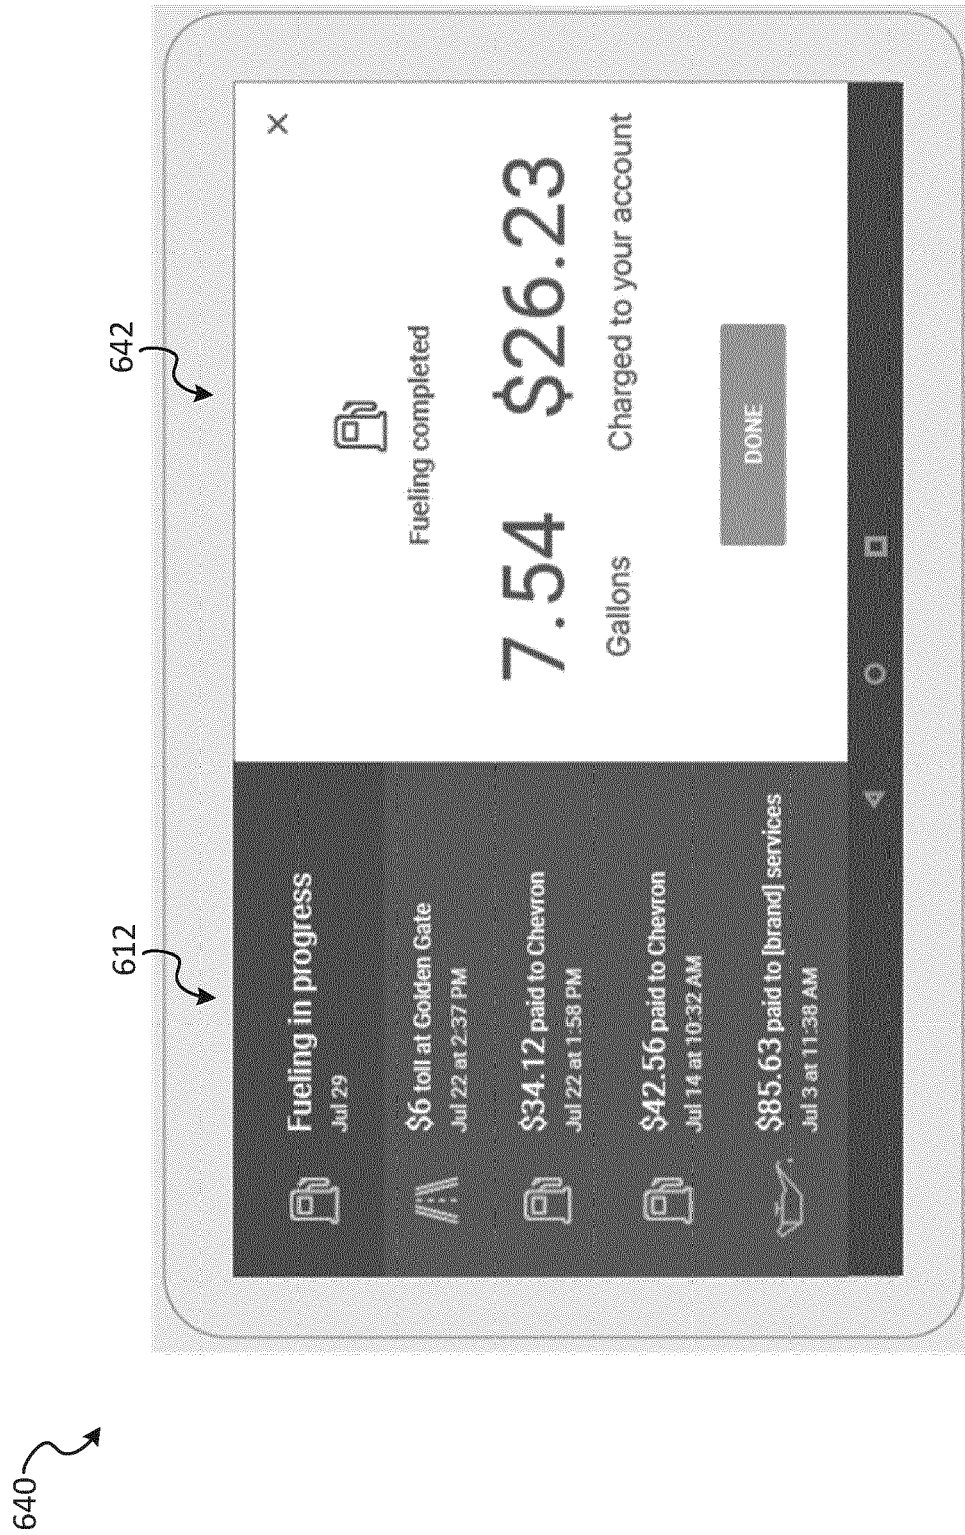 640
612
642
Fueling in progress
Jul 29
$6 toll at Golden Gate
Jul 22 at 2:37 PM
$34.12 paid to Chevron
Jul 22 at 1:58 PM
$42.56 paid to Chevron
Jul 14 at 10:32 AM
$85.63 paid to [brand] services
Jul 3 at 11:38 AM
×
Fueling completed
7.54 $26.23
Gallons Charged to your account
DONE